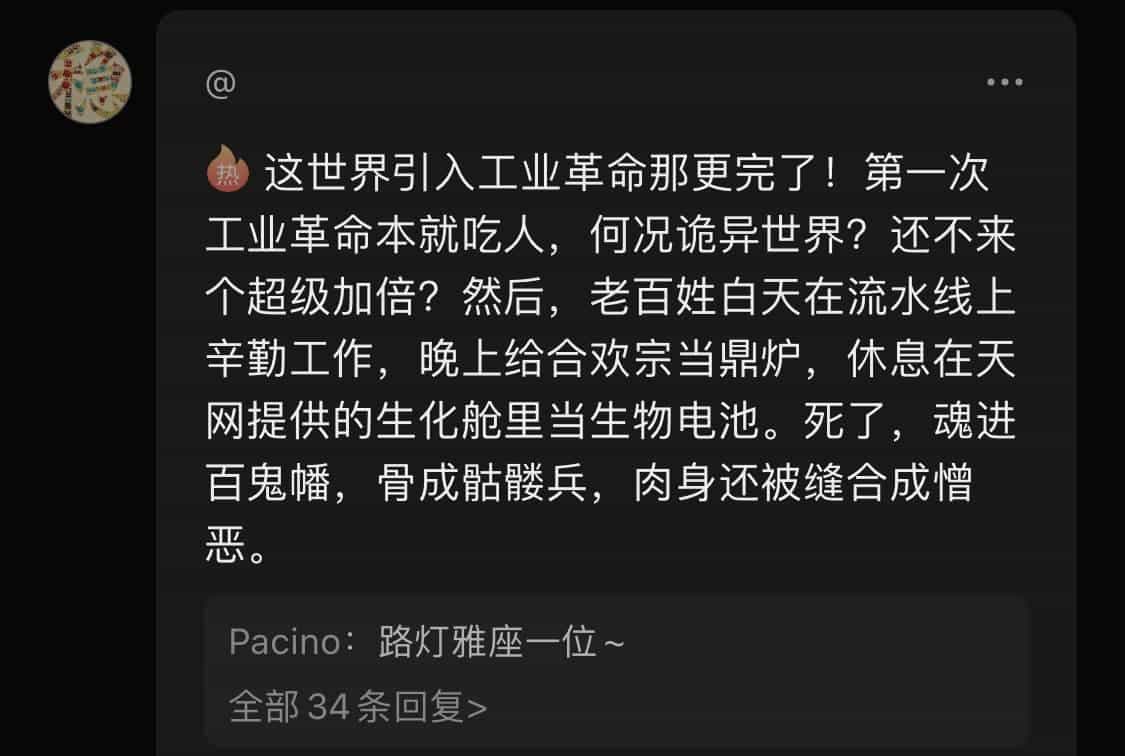 @
热 这世界引入工业革命那更完了！第一次
工业革命本就吃人，何况诡异世界？还不来
个超级加倍？然后，老百姓白天在流水线上
辛勤工作，晚上给合欢宗当鼎炉，休息在天
网提供的生化舱里当生物电池。死了，魂进
百鬼幡，骨成骷髅兵，肉身还被缝合成憎
恶。
Pacino：路灯雅座一位～
全部 34 条回复>